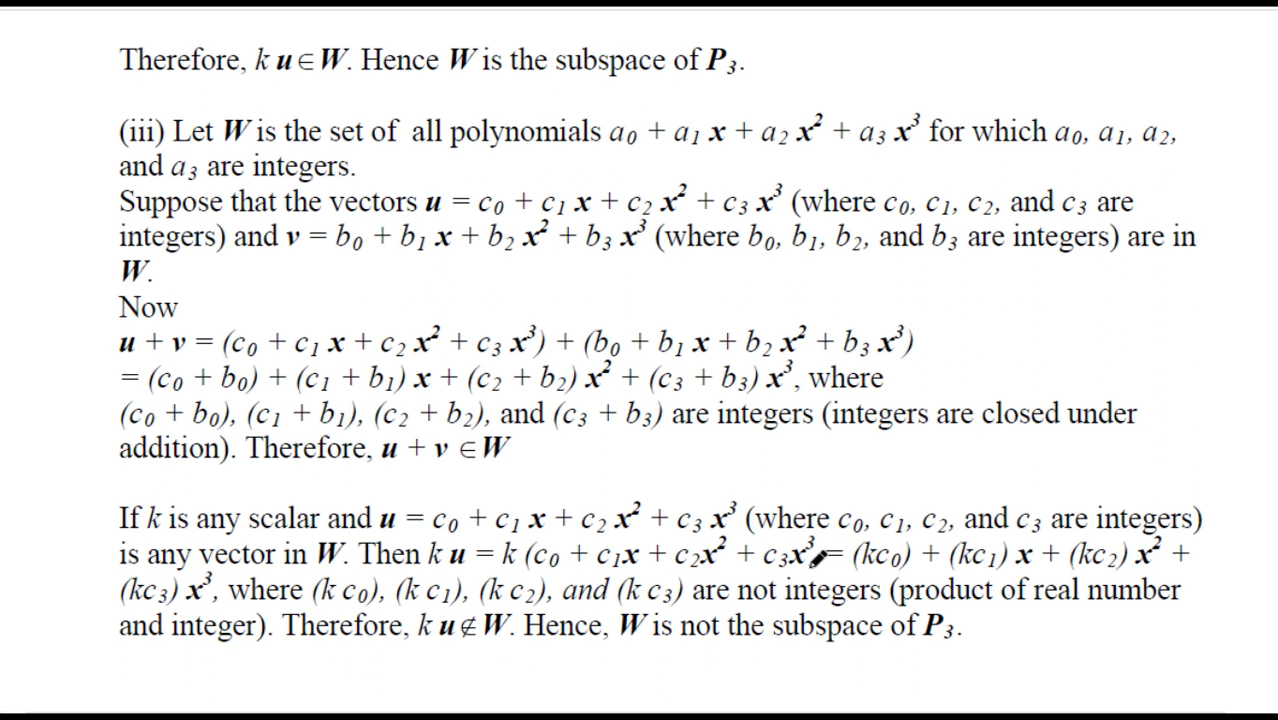 Therefore, k u ∈ W. Hence W is the subspace of P₃.
(iii) Let W is the set of all polynomials a₀ + a₁ x + a₂ x² + a₃ x³ for which a₀, a₁, a₂,
and a₃ are integers.
Suppose that the vectors u = c₀ + c₁ x + c₂ x² + c₃ x³ (where c₀, c₁, c₂, and c₃ are
integers) and v = b₀ + b₁ x + b₂ x² + b₃ x³ (where b₀, b₁, b₂, and b₃ are integers) are in
W.
Now
u + v = (c₀ + c₁ x + c₂ x² + c₃ x³) + (b₀ + b₁ x + b₂ x² + b₃ x³)
= (c₀ + b₀) + (c₁ + b₁) x + (c₂ + b₂) x² + (c₃ + b₃) x³, where
(c₀ + b₀), (c₁ + b₁), (c₂ + b₂), and (c₃ + b₃) are integers (integers are closed under
addition). Therefore, u + v ∈ W
If k is any scalar and u = c₀ + c₁ x + c₂ x² + c₃ x³ (where c₀, c₁, c₂, and c₃ are integers)
is any vector in W. Then k u = k (c₀ + c₁x + c₂x² + c₃x³ = (kc₀) + (kc₁) x + (kc₂) x² +
(kc₃) x³, where (k c₀), (k c₁), (k c₂), and (k c₃) are not integers (product of real number
and integer). Therefore, k u ∉ W. Hence, W is not the subspace of P₃.